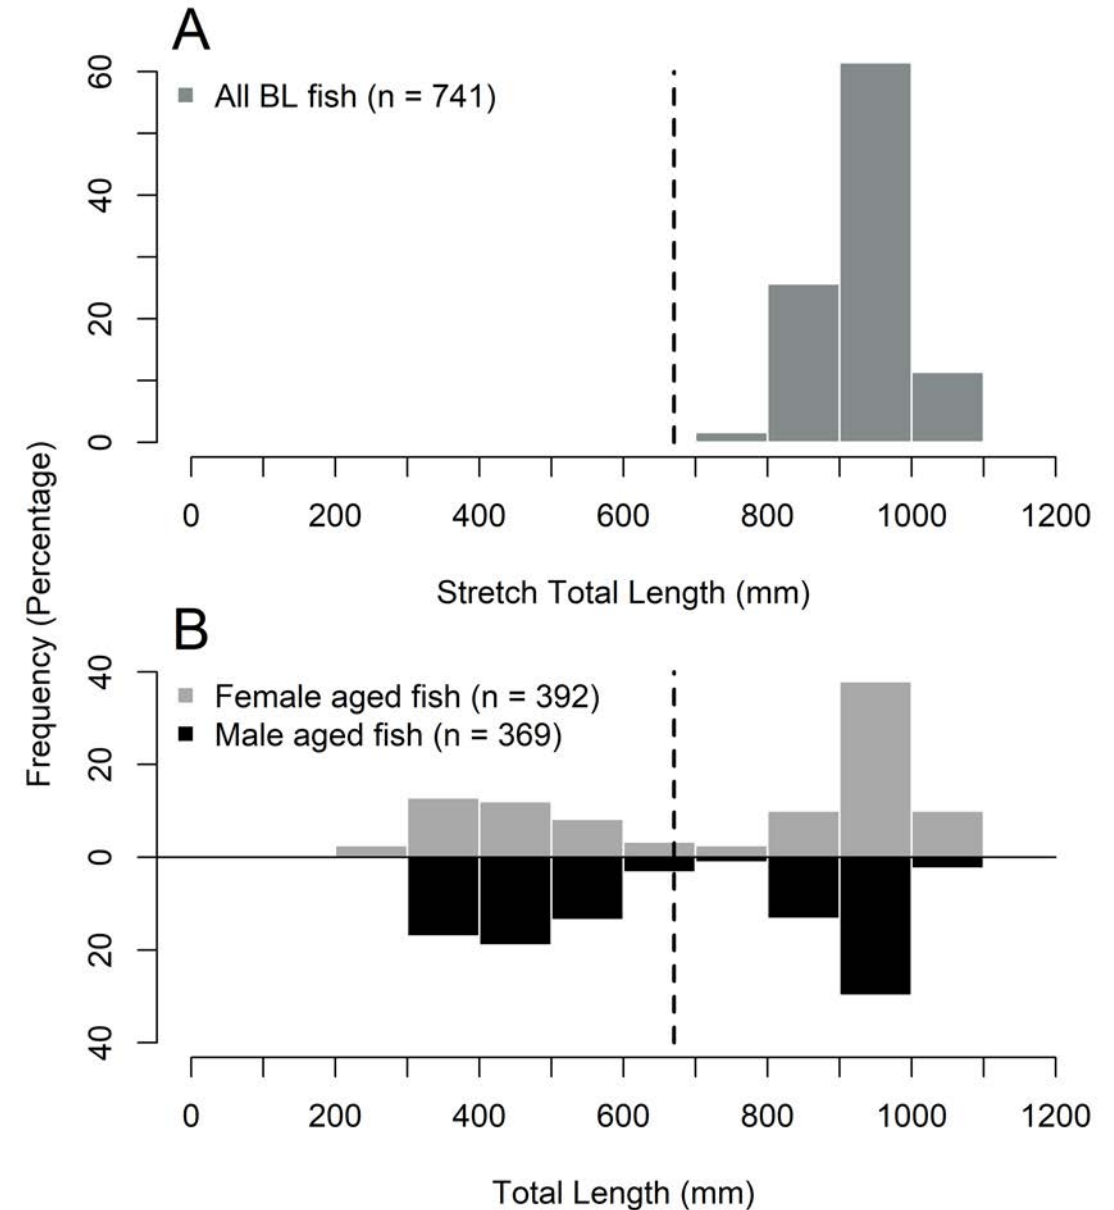 A
All BL fish (n = 741)
60
40
20
0
0 200 400 600 800 1000 1200
Stretch Total Length (mm)
Frequency (Percentage)
B
Female aged fish (n = 392)
Male aged fish (n = 369)
40
20
0
20
40
0 200 400 600 800 1000 1200
Total Length (mm)